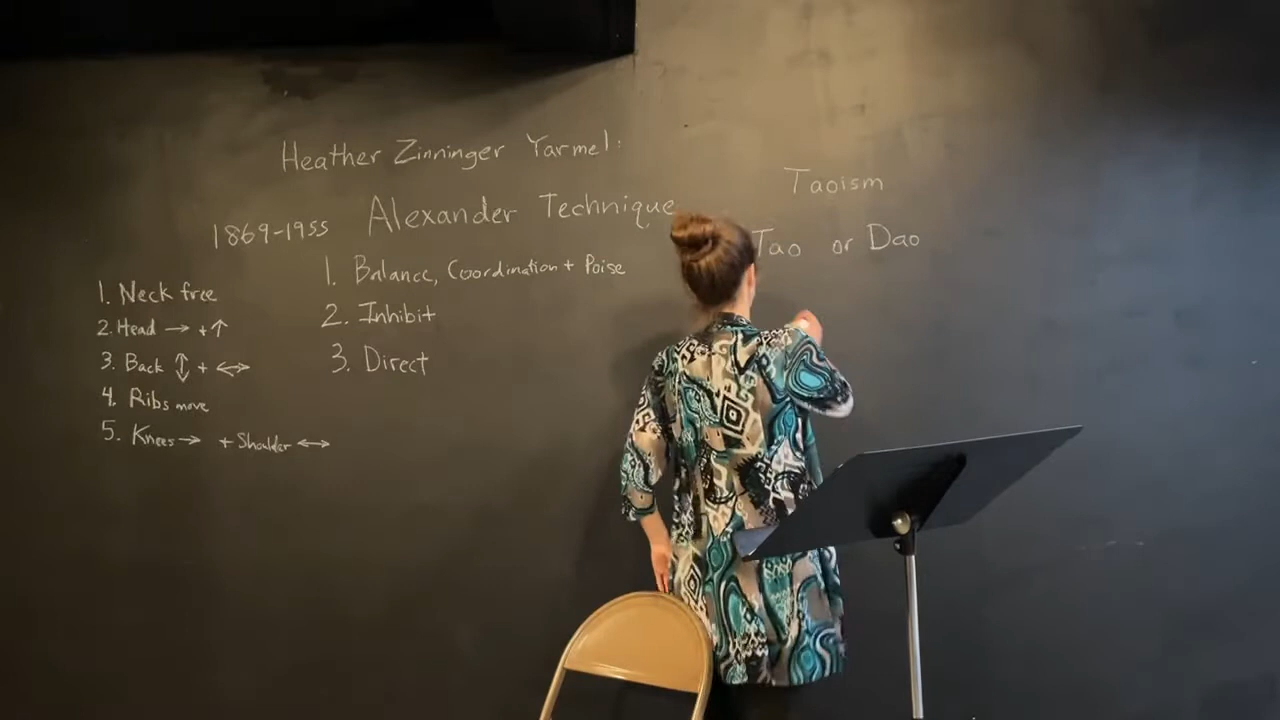 Heather Zinninger Yarmel:
1869-1955 Alexander Technique
1. Balance, Coordination + Poise
2. Inhibit
3. Direct
1. Neck free
2. Head → + ↑
3. Back ↕ + ↔
4. Ribs move
5. Knees → + Shoulder ↔
Taoism
Tao or Dao